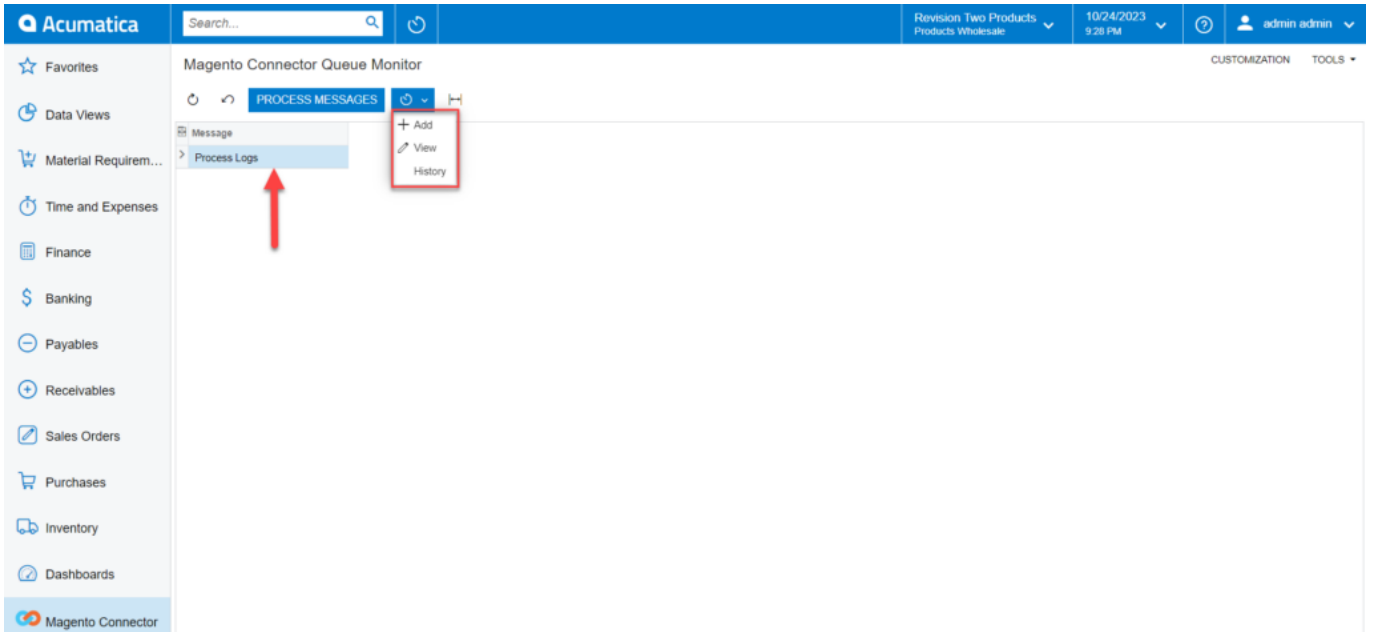 Acumatica
Search...
Revision Two Products
Products Wholesale
10/24/2023
9:28 PM
admin admin
Favorites
Data Views
Material Requirem...
Time and Expenses
Finance
Banking
Payables
Receivables
Sales Orders
Purchases
Inventory
Dashboards
Magento Connector
Magento Connector Queue Monitor
CUSTOMIZATION TOOLS
PROCESS MESSAGES
Add
View
History
Message
Process Logs